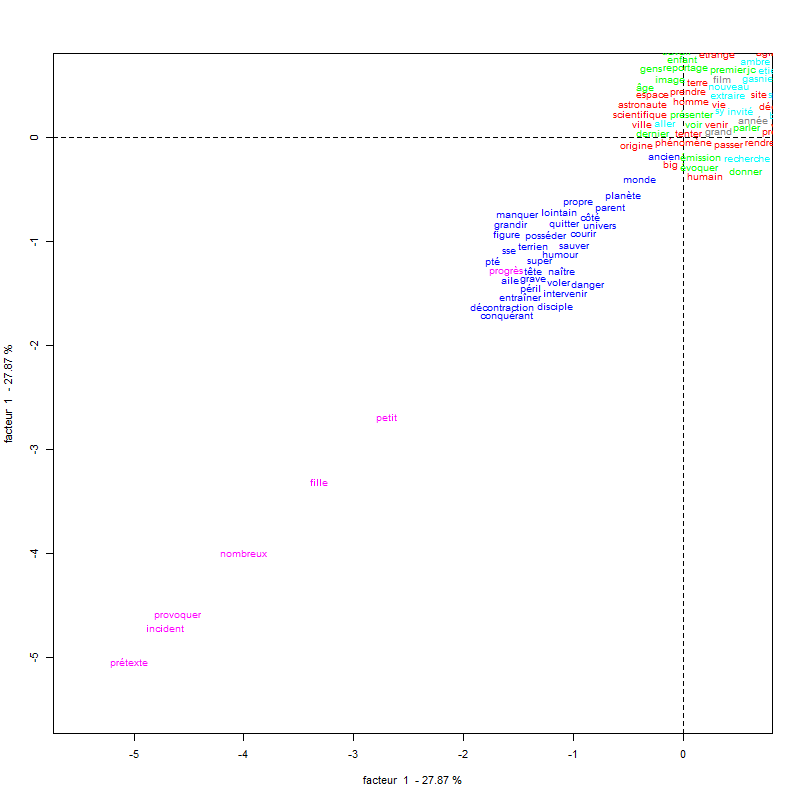 étrange
enfant
ambre
gens reportage premier jc
image film gasnie
terre
âge nouveau
espace prendre extraire site
homme vie
astronaute invité
scientifique présenter
année
ville aller voir venir
dernier tenter grand parler
0
origine phénomène passer rendre
ancien émission recherche
big évoquer
donner
monde humain
planète
propre
parent
manquer lointain côté
grandir quitter univers
figure posséder courir
-1
terrien sauver
sse humour
pté super
progrès tête naître
aile grave voler danger
péril intervenir
entraîner
décontraction disciple
conquérant
-2
petit
-3
fille
nombreux
-4
provoquer
incident
prétexte
-5
-5 -4 -3 -2 -1 0
facteur 1 - 27.87 %
facteur 1 - 27.87 %